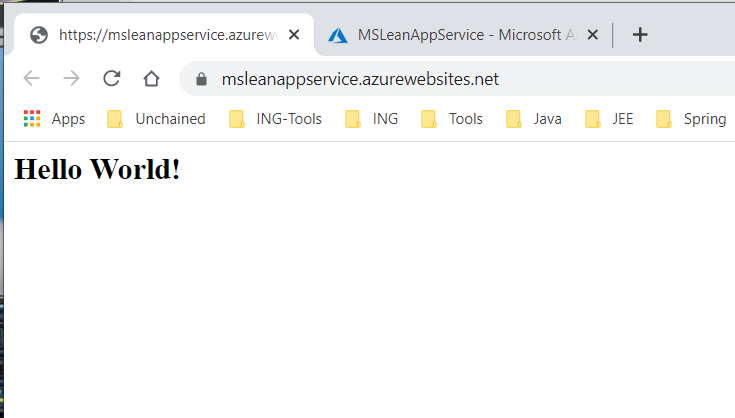 https://msleanappservice.azurew
MSLeanAppService - Microsoft A
msleanappservice.azurewebsites.net
Apps Unchained ING-Tools ING Tools Java JEE Spring
Hello World!